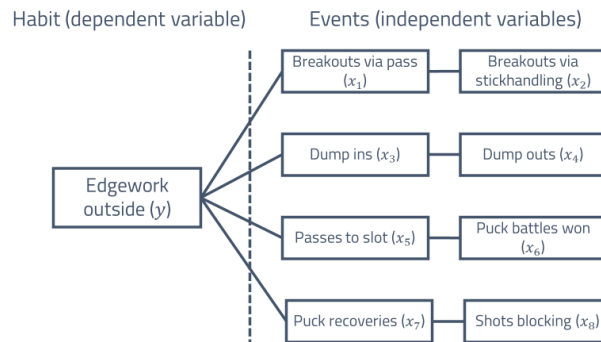 Habit (dependent variable)
Events (independent variables)
Breakouts via pass
(x₁)
Breakouts via
stickhandling (x₂)
Dump ins (x₃)
Dump outs (x₄)
Edgework
outside (y)
Passes to slot (x₅)
Puck battles won
(x₆)
Puck recoveries (x₇)
Shots blocking (x₈)